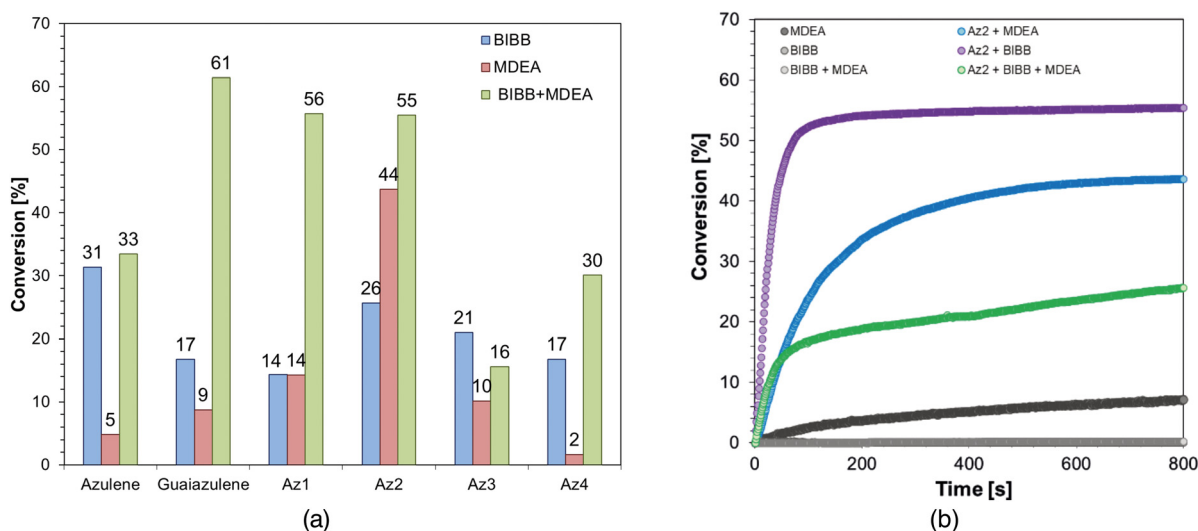 70
60
50
40
30
20
10
0
Conversion [%]
BIBB
MDEA
BIBB+MDEA
31
5
33
17
9
61
14
14
56
26
44
55
21
10
16
17
2
30
Azulene Guaiazulene Az1 Az2 Az3 Az4
(a)
70
60
50
40
30
20
10
0
Conversion [%]
MDEA
BIBB
BIBB + MDEA
Az2 + MDEA
Az2 + BIBB
Az2 + BIBB + MDEA
0 200 400 600 800
Time [s]
(b)